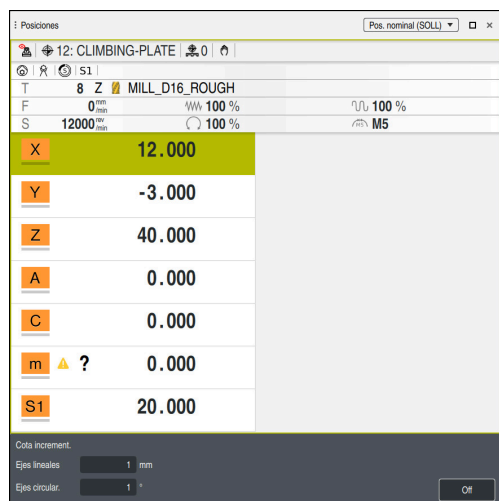 Posiciones Pos. nominal (SOLL)
12: CLIMBING-PLATE 0
S S1
T 8 Z MILL_D16_ROUGH
F 0 mm/min 100 % 100 %
S 12000 rev/min 100 % M5 M5
X 12.000
Y -3.000
Z 40.000
A 0.000
C 0.000
m ? 0.000
S1 20.000
Cota increment.
Ejes lineales 1 mm
Ejes circular. 1 °
Off